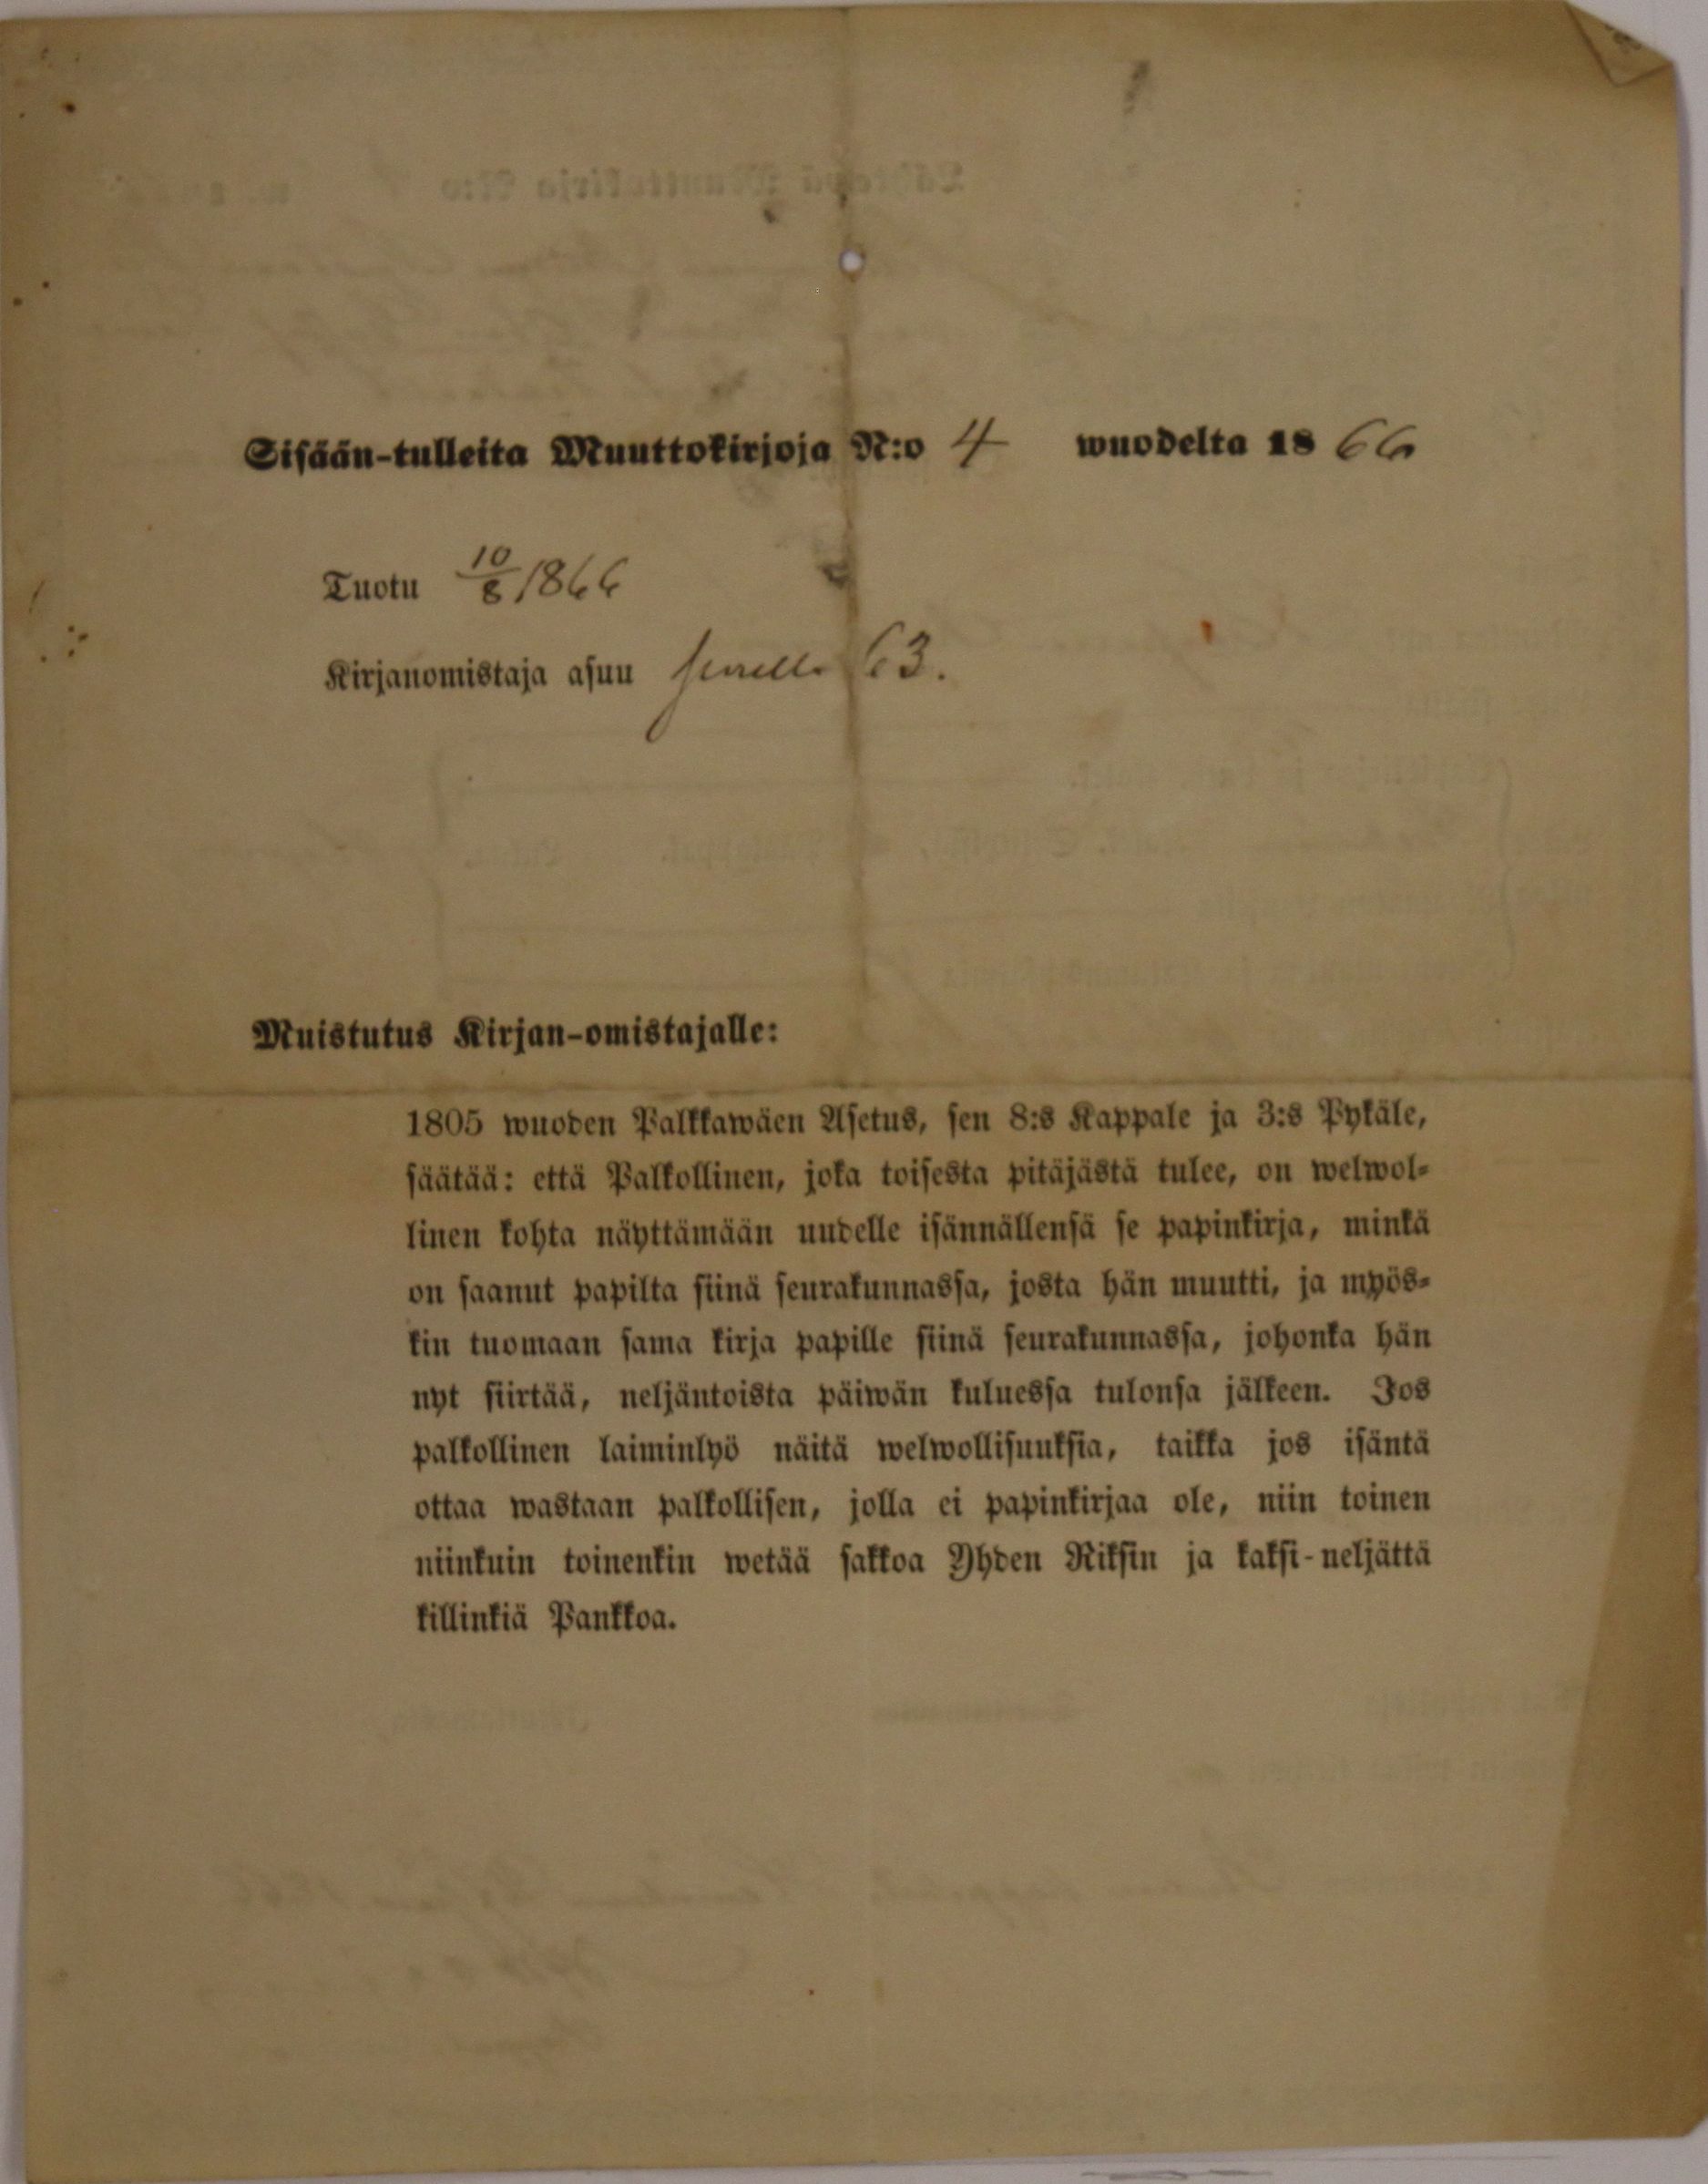 Sisään-tulleita Muuttokirjoja N:o 4 wuodelta 1866
Tuotu 10/8 1866
Kirjanomistaja asuu 63.
Muistutus Kirjan-omistajalle:
1805 wuoden Palkkawäen Asetus, sen 8:s Kappale ja 3:s Pykäle,
säätää: että Palkollinen, joka toisesta pitäjästä tulee, on welwol-
linen kohta näyttämään uudelle isännällensä se papinkirja, minkä
on saanut papilta siinä seurakunnassa, josta hän muutti, ja myös-
kin tuomaan sama kirja papille siinä seurakunnassa, johonka hän
nyt siirtää, neljäntoista päiwän kuluessa tulonsa jälkeen. Jos
palkollinen laiminlyö näitä welwollisuuksia, taikka jos isäntä
ottaa wastaan palkollisen, jolla ei papinkirjaa ole, niin toinen
niinkuin toinenkin wetää sakkoa Yhden Riksin ja kaksi-neljättä
killinkiä Pankkoa.